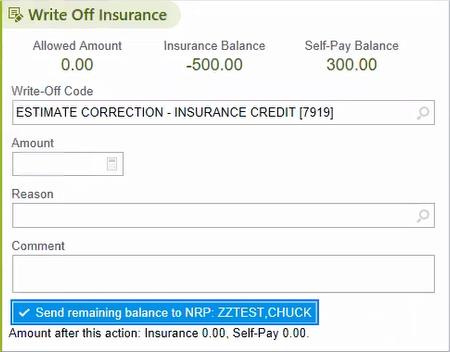 Write Off Insurance
Allowed Amount Insurance Balance Self-Pay Balance
0.00 -500.00 300.00
Write-Off Code
ESTIMATE CORRECTION - INSURANCE CREDIT [7919]
Amount
Reason
Comment
Send remaining balance to NRP: ZZTEST,CHUCK
Amount after this action: Insurance 0.00, Self-Pay 0.00.